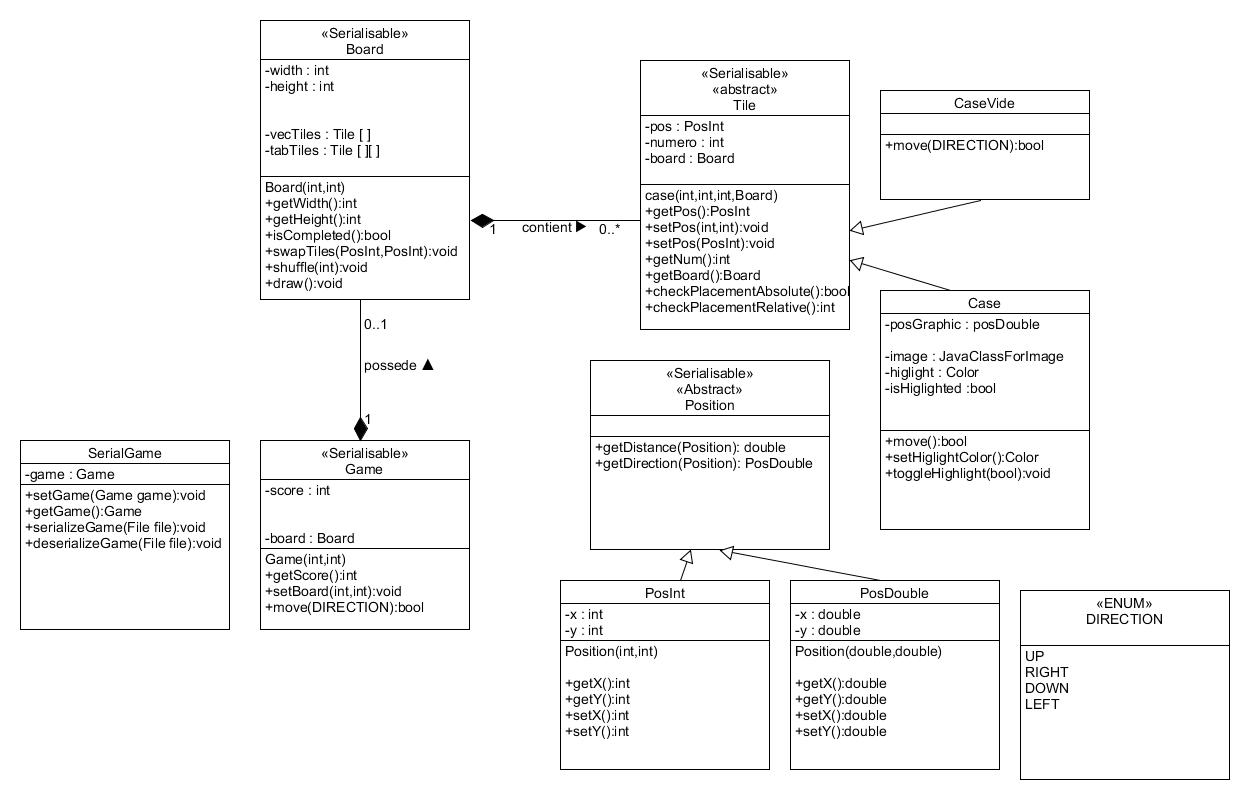 «Serialisable»
Board
-width : int
-height : int
-vecTiles : Tile [ ]
-tabTiles : Tile [ ][ ]
Board(int,int)
+getWidth():int
+getHeight():int
+isCompleted():bool
+swapTiles(PosInt,PosInt):void
+shuffle(int):void
+draw():void
1
contient ▶
0..*
«Serialisable»
«abstract»
Tile
-pos : PosInt
-numero : int
-board : Board
case(int,int,int,Board)
+getPos():PosInt
+setPos(int,int):void
+setPos(PosInt):void
+getNum():int
+getBoard():Board
+checkPlacementAbsolute():bool
+checkPlacementRelative():int
CaseVide
+move(DIRECTION):bool
Case
-posGraphic : posDouble
-image : JavaClassForImage
-higlight : Color
-isHiglighted :bool
+move():bool
+setHiglightColor():Color
+toggleHighlight(bool):void
0..1
possede ▲
1
SerialGame
-game : Game
+setGame(Game game):void
+getGame():Game
+serializeGame(File file):void
+deserializeGame(File file):void
«Serialisable»
Game
-score : int
-board : Board
Game(int,int)
+getScore():int
+setBoard(int,int):void
+move(DIRECTION):bool
«Serialisable»
«Abstract»
Position
+getDistance(Position): double
+getDirection(Position): PosDouble
PosInt
-x : int
-y : int
Position(int,int)
+getX():int
+getY():int
+setX():int
+setY():int
PosDouble
-x : double
-y : double
Position(double,double)
+getX():double
+getY():double
+setX():double
+setY():double
«ENUM»
DIRECTION
UP
RIGHT
DOWN
LEFT